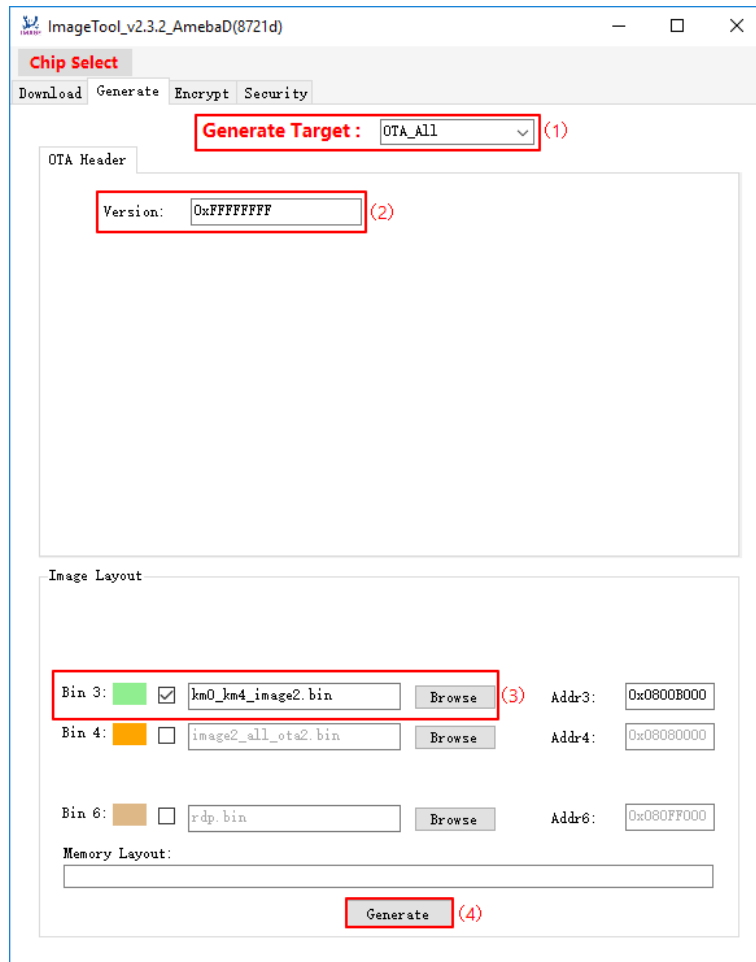 ImageTool_v2.3.2_AmebaD(8721d)
Chip Select
Download Generate Encrypt Security
Generate Target : OTA_All (1)
OTA Header
Version: 0xFFFFFFFF (2)
Image Layout
Bin 3: km0_km4_image2.bin Browse (3) Addr3: 0x0800B000
Bin 4: image2_all_ota2.bin Browse Addr4: 0x08080000
Bin 6: rdp.bin Browse Addr6: 0x080FF000
Memory Layout:
Generate (4)